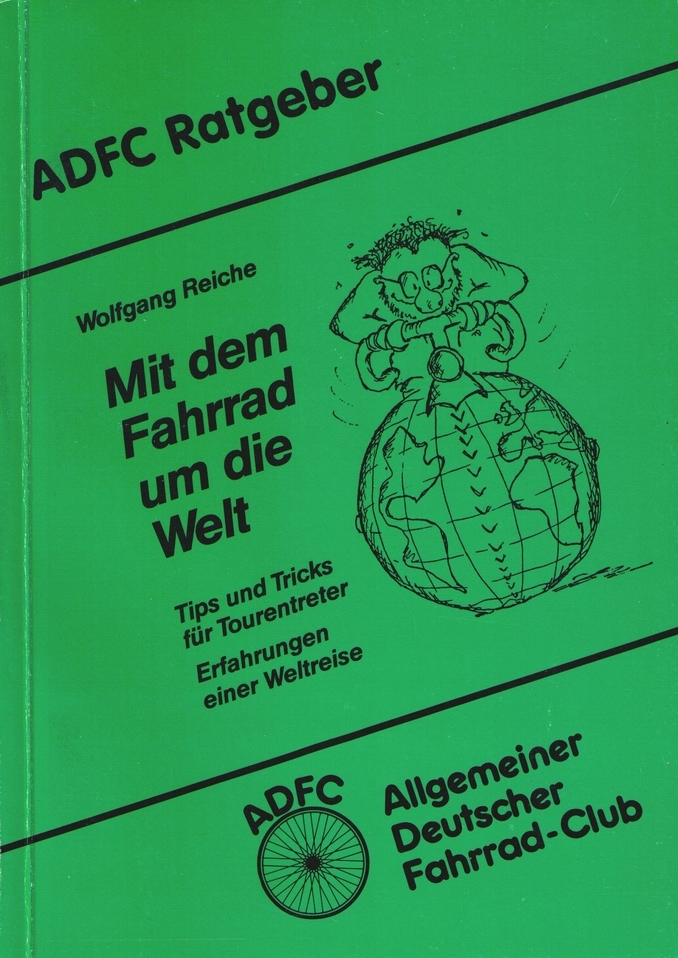 ADFC Ratgeber
Wolfgang Reiche
Mit dem
Fahrrad
um die
Welt
Tips und Tricks
für Tourentreter
Erfahrungen
einer Weltreise
ADFC
Allgemeiner
Deutscher
Fahrrad-Club